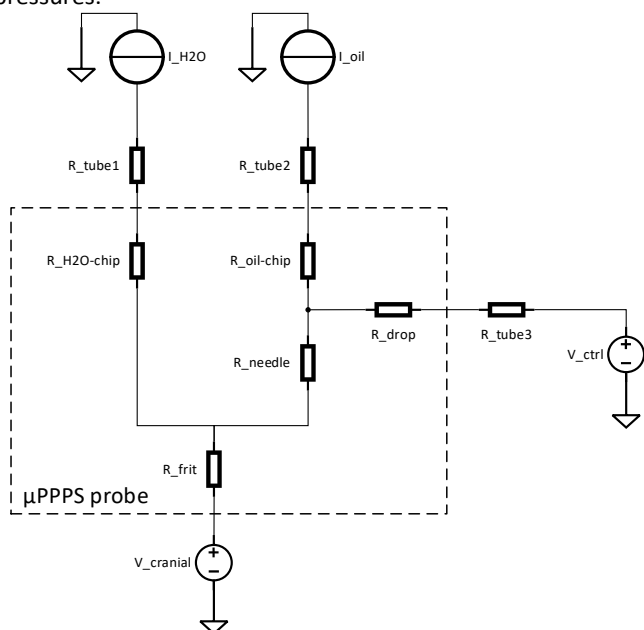 pressures.
I_H2O
I_oil
R_tube1
R_tube2
R_H2O-chip
R_oil-chip
R_drop
R_tube3
V_ctrl
R_needle
R_frit
µPPPS probe
V_cranial